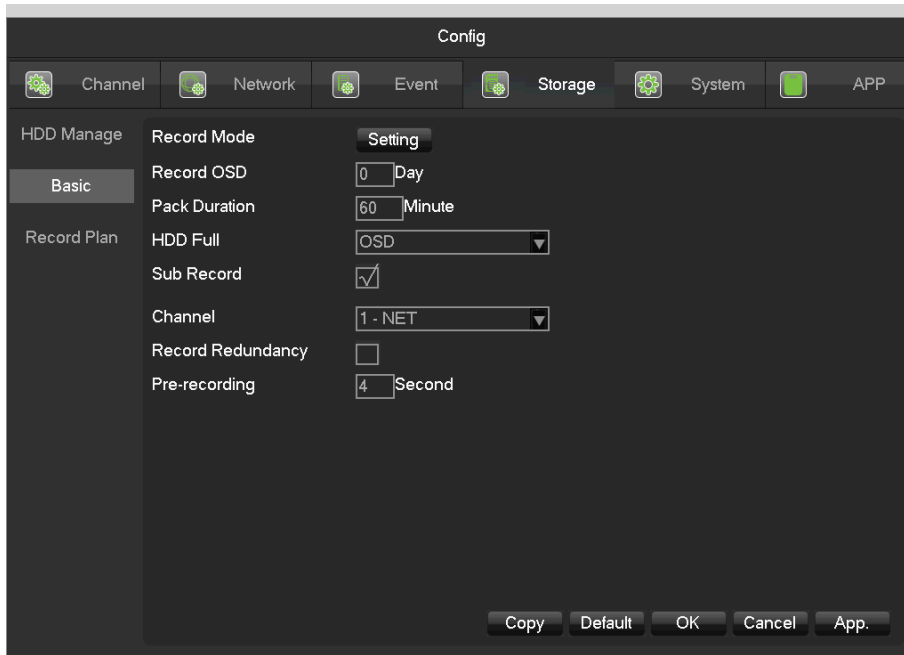 Config
Channel Network Event Storage System APP
HDD Manage
Basic
Record Plan
Record Mode Setting
Record OSD 0 Day
Pack Duration 60 Minute
HDD Full OSD
Sub Record
Channel 1 - NET
Record Redundancy
Pre-recording 4 Second
Copy Default OK Cancel App.